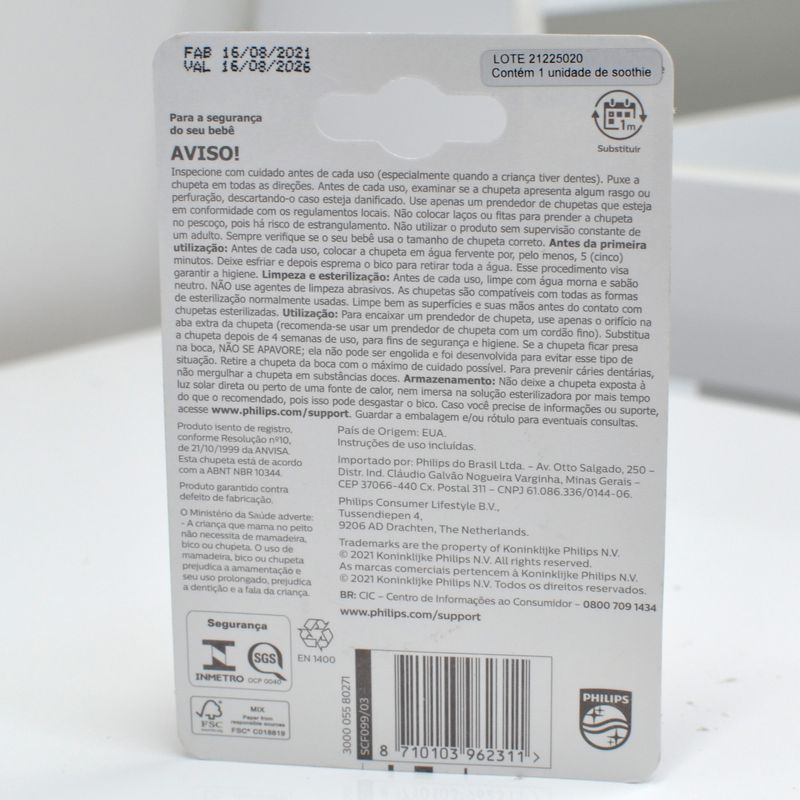 FAB 16/08/2021
VAL 16/08/2026
LOTE 21225020
Contém 1 unidade de soothie
1m
Substituir
Para a segurança
do seu bebê
AVISO!
Inspecione com cuidado antes de cada uso (especialmente quando a criança tiver dentes). Puxe a
chupeta em todas as direções. Antes de cada uso, examinar se a chupeta apresenta algum rasgo ou
perfuração, descartando-o caso esteja danificado. Use apenas um prendedor de chupetas que esteja
em conformidade com os regulamentos locais. Não colocar laços ou fitas para prender a chupeta
no pescoço, pois há risco de estrangulamento. Não utilizar o produto sem supervisão constante de
um adulto. Sempre verifique se o seu bebê usa o tamanho de chupeta correto. Antes da primeira
utilização: Antes de cada uso, colocar a chupeta em água fervente por, pelo menos, 5 (cinco)
minutos. Deixe esfriar e depois esprema o bico para retirar toda a água. Esse procedimento visa
garantir a higiene. Limpeza e esterilização: Antes de cada uso, limpe com água morna e sabão
neutro. NÃO use agentes de limpeza abrasivos. As chupetas são compatíveis com todas as formas
de esterilização normalmente usadas. Limpe bem as superfícies e suas mãos antes do contato com
chupetas esterilizadas. Utilização: Para encaixar um prendedor de chupeta, use apenas o orifício na
aba extra da chupeta (recomenda-se usar um prendedor de chupeta com um cordão fino). Substitua
a chupeta depois de 4 semanas de uso, para fins de segurança e higiene. Se a chupeta ficar presa
na boca, NÃO SE APAVORE; ela não pode ser engolida e foi desenvolvida para evitar esse tipo de
situação. Retire a chupeta da boca com o máximo de cuidado possível. Para prevenir cáries dentárias,
não mergulhar a chupeta em substâncias doces. Armazenamento: Não deixe a chupeta exposta à
luz solar direta ou perto de uma fonte de calor, nem imersa na solução esterilizadora por mais tempo
do que o recomendado, pois isso pode desgastar o bico. Caso você precise de informações ou suporte,
acesse www.philips.com/support. Guardar a embalagem e/ou rótulo para eventuais consultas.
Produto isento de registro,
conforme Resolução nº10,
de 21/10/1999 da ANVISA.
Esta chupeta está de acordo
com a ABNT NBR 10344.
Produto garantido contra
defeito de fabricação.
O Ministério da Saúde adverte:
- A criança que mama no peito
não necessita de mamadeira,
bico ou chupeta. O uso de
mamadeira, bico ou chupeta
prejudica a amamentação e
seu uso prolongado, prejudica
a dentição e a fala da criança.
País de Origem: EUA.
Instruções de uso incluídas.
Importado por: Philips do Brasil Ltda. - Av. Otto Salgado, 250 –
Distr. Ind. Cláudio Galvão Nogueira Varginha, Minas Gerais –
CEP 37066-440 Cx. Postal 311 – CNPJ 61.086.336/0144-06.
Philips Consumer Lifestyle B.V.,
Tussendiepen 4,
9206 AD Drachten, The Netherlands.
Trademarks are the property of Koninklijke Philips N.V.
© 2021 Koninklijke Philips N.V. All rights reserved.
As marcas comerciais pertencem à Koninklijke Philips N.V.
© 2021 Koninklijke Philips N.V. Todos os direitos reservados.
BR: CIC – Centro de Informações ao Consumidor – 0800 709 1434
www.philips.com/support
Segurança
INMETRO
SGS
OCP 0040
EN 1400
FSC
MIX
Paper from
responsible sources
FSC® C018819
3000 055 80271
SCF099/03
8 710103 962311 >
PHILIPS